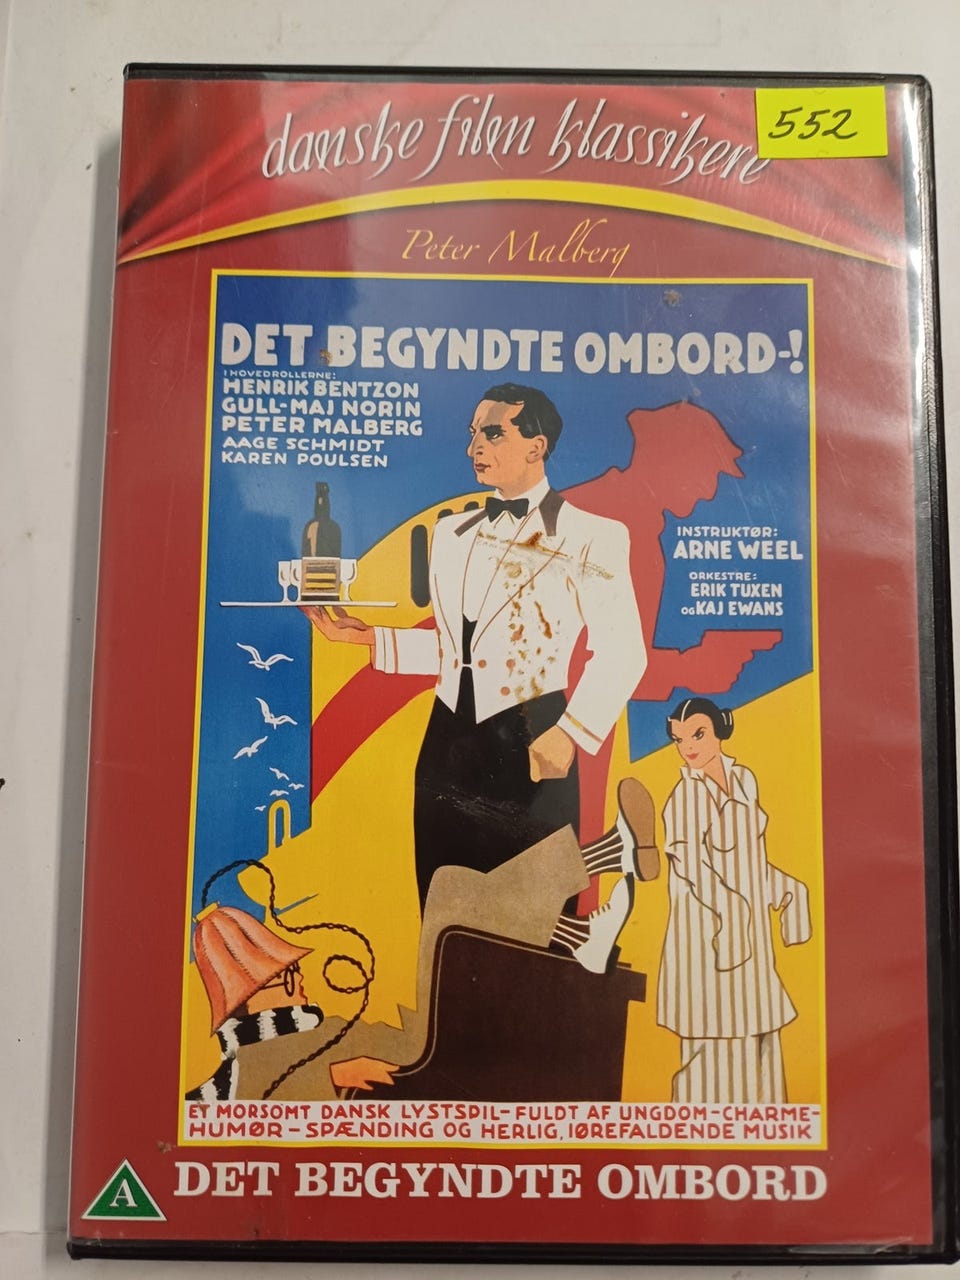 danske film klassikere
552
Peter Malberg
DET BEGYNDTE OMBORD-!
I HOVEDROLLERNE:
HENRIK BENTZON
GULL-MAJ NORIN
PETER MALBERG
AAGE SCHMIDT
KAREN POULSEN
INSTRUKTØR:
ARNE WEEL
ORKESTRE:
ERIK TUXEN
OG KAJ EWANS
ET MORSOMT DANSK LYSTSPIL-FULDT AF UNGDOM-CHARME-
HUMØR-SPÆNDING OG HERLIG, IØREFALDENDE MUSIK
DET BEGYNDTE OMBORD
A